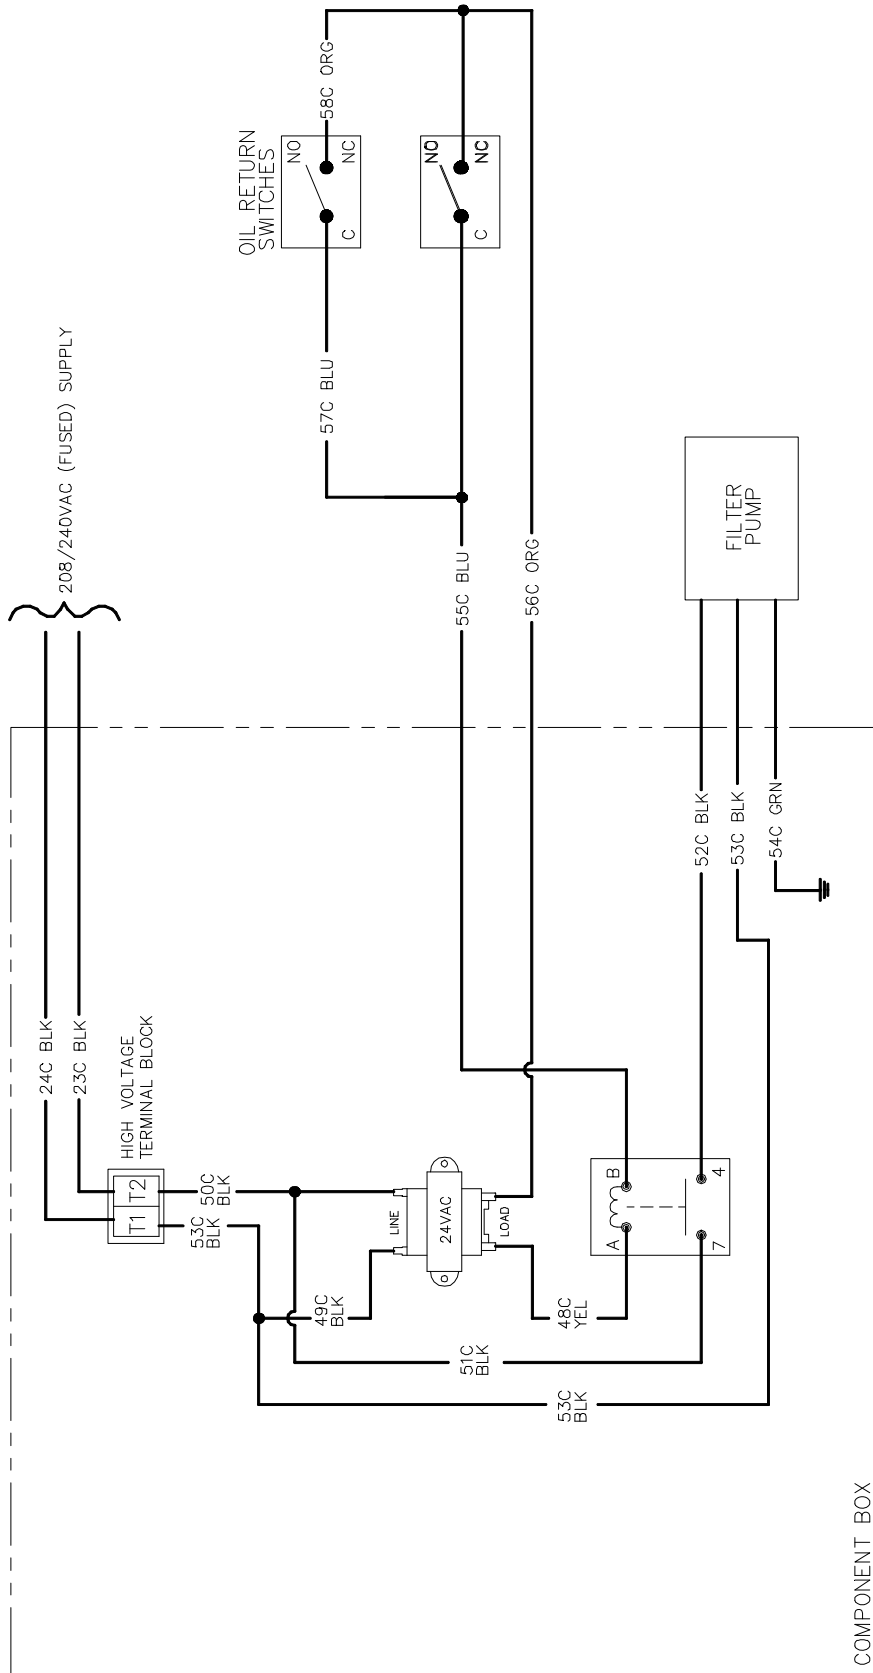 208/240VAC (FUSED) SUPPLY
24C BLK
23C BLK
HIGH VOLTAGE
TERMINAL BLOCK
T1
T2
50C
BLK
53C
BLK
49C
BLK
LINE
24VAC
LOAD
48C
YEL
51C
BLK
53C
BLK
A
B
7
4
OIL RETURN
SWITCHES
NO
NC
C
58C ORG
57C BLU
NO
NC
C
55C BLU
56C ORG
FILTER
PUMP
52C BLK
53C BLK
54C GRN
COMPONENT BOX